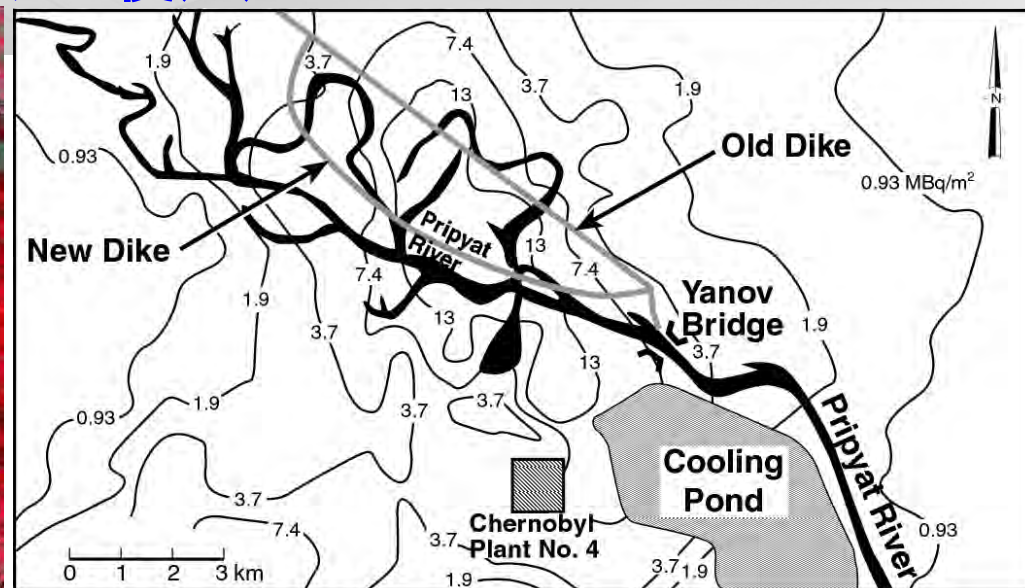 7.4
1.9
3.7
3.7
1.9
13
N
0.93
Old Dike
0.93 MBq/m²
New Dike
Pripyat
River
13
7.4
7.4
Yanov
Bridge
1.9
1.9
3.7
13
3.7
13
0.93
1.9
3.7
3.7
Pripyat River
Cooling
Pond
3.7
7.4
Chernobyl
Plant No. 4
3.7
0.93
3.7
1.9
1.9
0 1 2 3 km